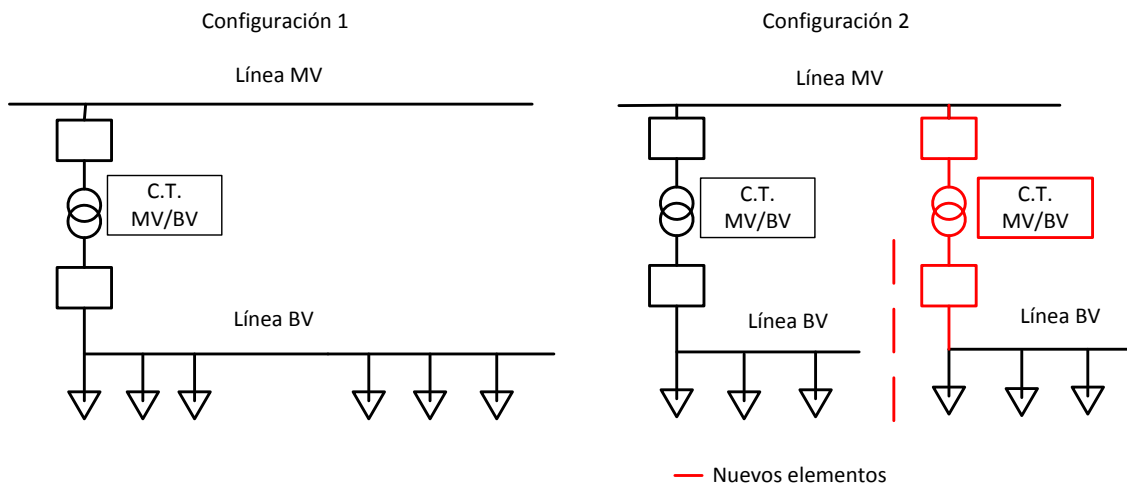 Configuración 1
Línea MV
C.T.
MV/BV
Línea BV
Configuración 2
Línea MV
C.T.
MV/BV
C.T.
MV/BV
Línea BV
Línea BV
Nuevos elementos